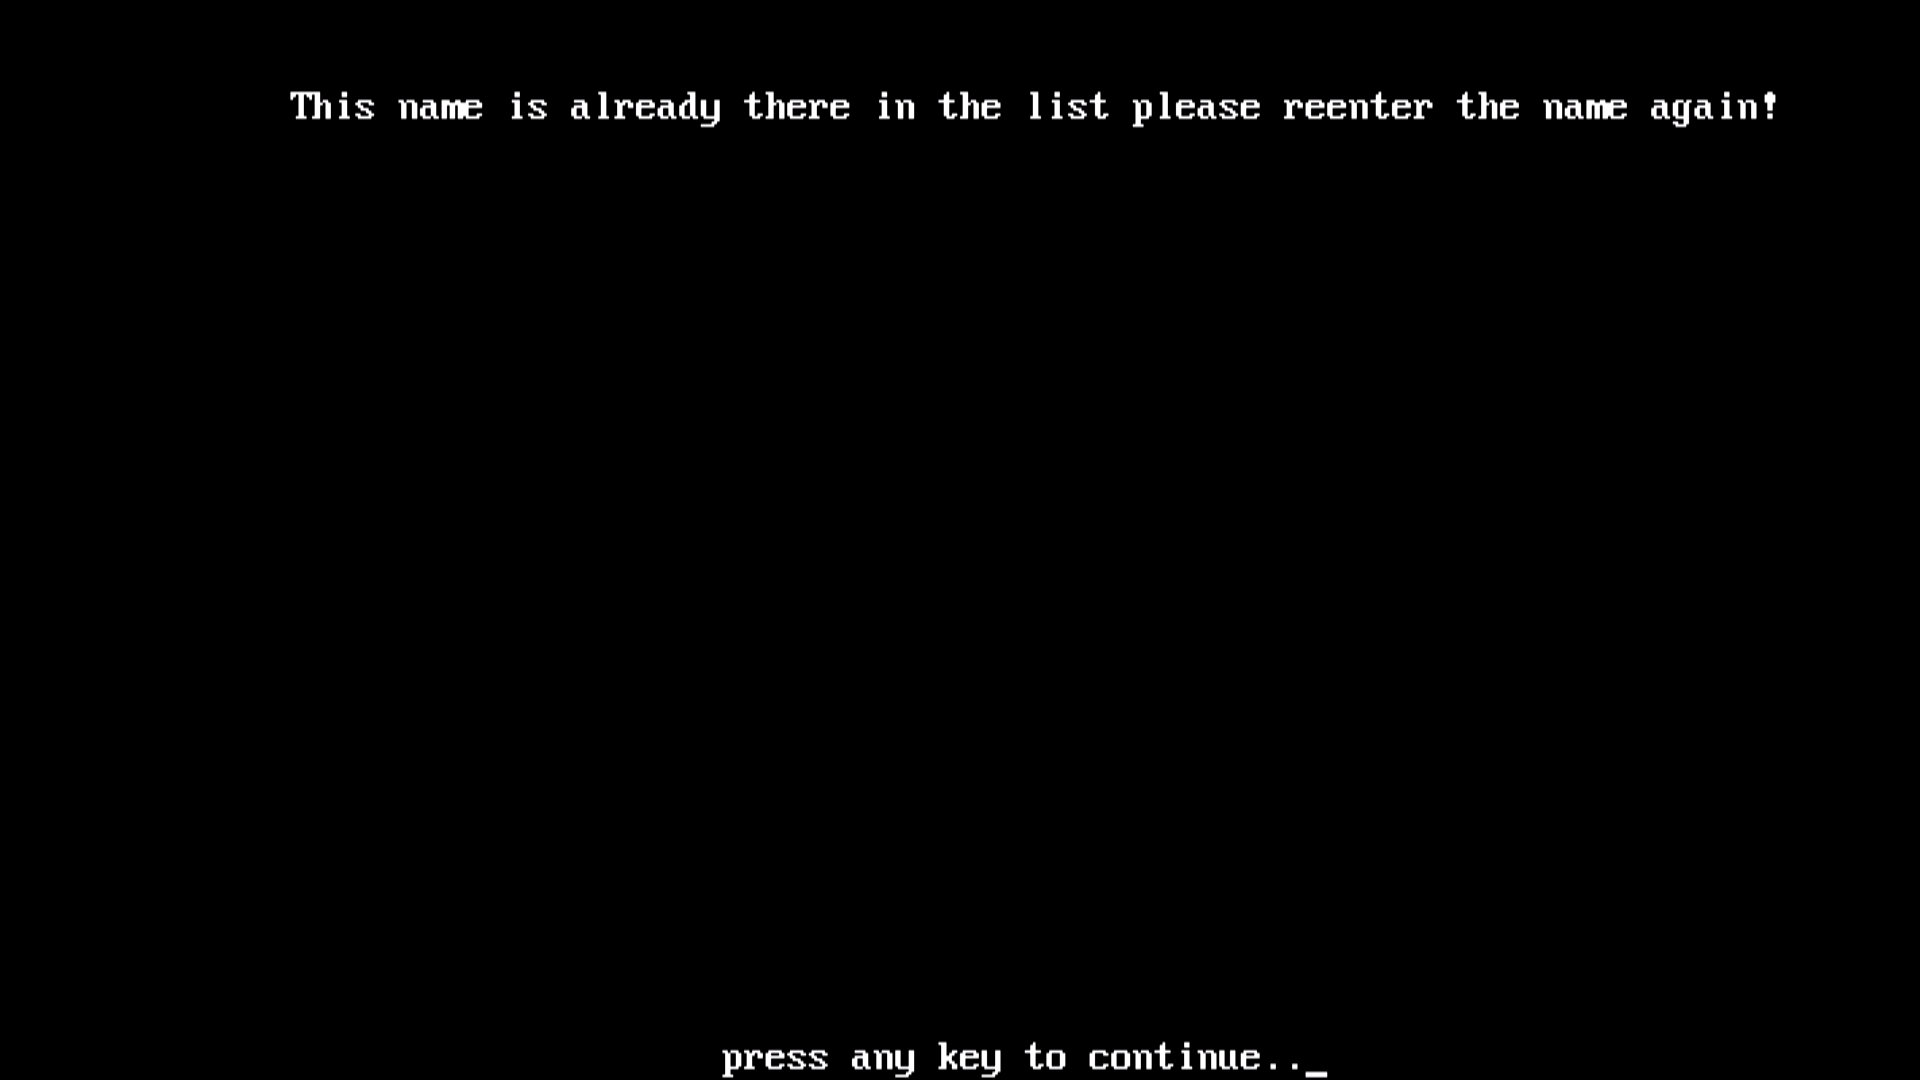 This name is already there in the list please reenter the name again!
press any key to continue.._